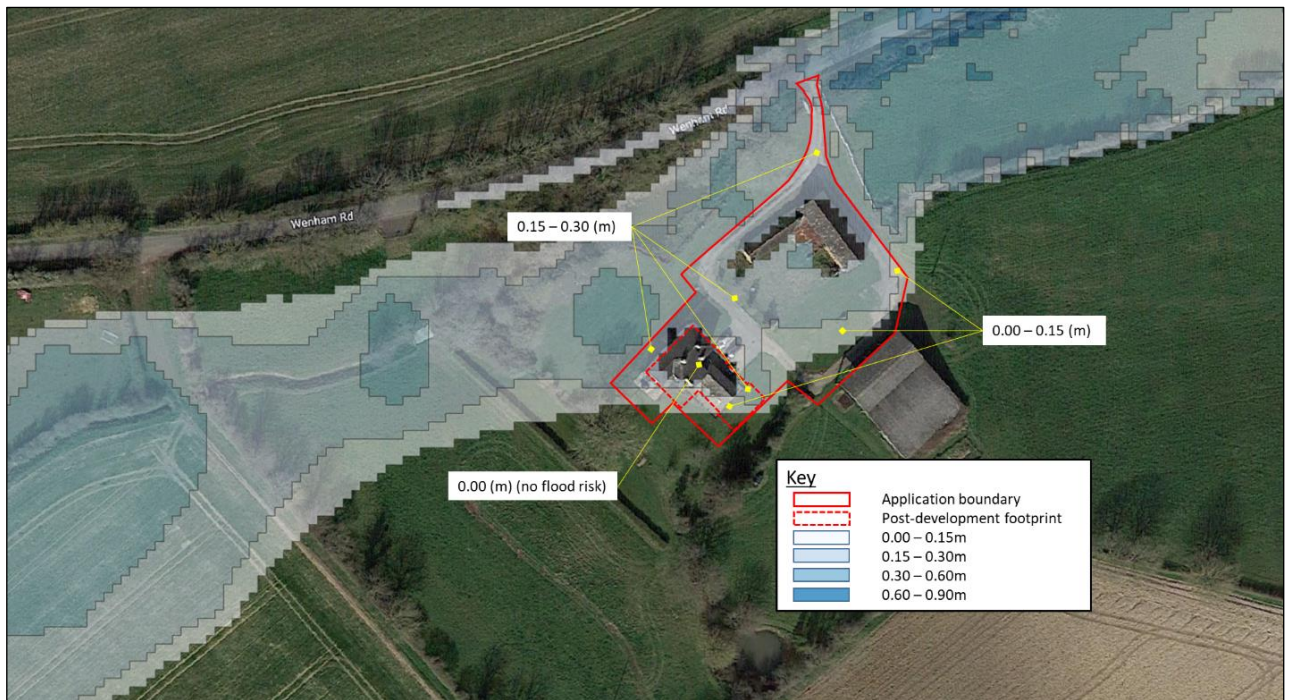 Wenham Rd
Wenham Rd
0.15 – 0.30 (m)
0.00 – 0.15 (m)
0.00 (m) (no flood risk)
Key
Application boundary
Post-development footprint
0.00 – 0.15m
0.15 – 0.30m
0.30 – 0.60m
0.60 – 0.90m